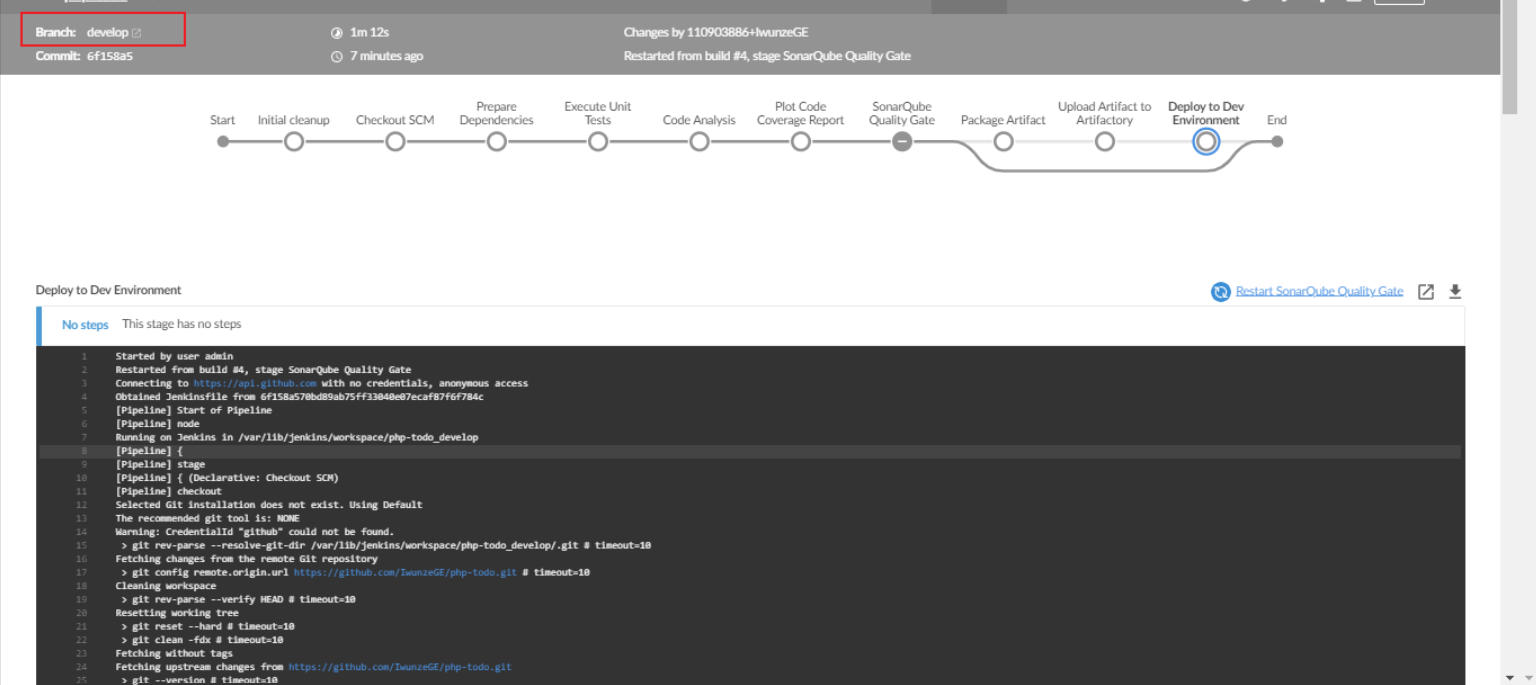 Branch: develop
1m 12s
Changes by 110903886+IwunzeGE
Commit: 6f158a5
7 minutes ago
Restarted from build #4, stage SonarQube Quality Gate
Start
Initial cleanup
Checkout SCM
Prepare
Dependencies
Execute Unit
Tests
Code Analysis
Plot Code
Coverage Report
SonarQube
Quality Gate
Package Artifact
Upload Artifact to
Artifactory
Deploy to Dev
Environment
End
Deploy to Dev Environment
Restart SonarQube Quality Gate
No steps This stage has no steps
1 Started by user admin
2 Restarted from build #4, stage SonarQube Quality Gate
3 Connecting to https://api.github.com with no credentials, anonymous access
4 Obtained Jenkinsfile from 6f158a570bd89ab75ff33040e07ecaf87f6f784c
5 [Pipeline] Start of Pipeline
6 [Pipeline] node
7 Running on Jenkins in /var/lib/jenkins/workspace/php-todo_develop
8 [Pipeline] {
9 [Pipeline] stage
10 [Pipeline] { (Declarative: Checkout SCM)
11 [Pipeline] checkout
12 Selected Git installation does not exist. Using Default
13 The recommended git tool is: NONE
14 Warning: CredentialId "github" could not be found.
15 > git rev-parse --resolve-git-dir /var/lib/jenkins/workspace/php-todo_develop/.git # timeout=10
16 Fetching changes from the remote Git repository
17 > git config remote.origin.url https://github.com/IwunzeGE/php-todo.git # timeout=10
18 Cleaning workspace
19 > git rev-parse --verify HEAD # timeout=10
20 Resetting working tree
21 > git reset --hard # timeout=10
22 > git clean -fdx # timeout=10
23 Fetching without tags
24 Fetching upstream changes from https://github.com/IwunzeGE/php-todo.git
25 > git --version # timeout=10